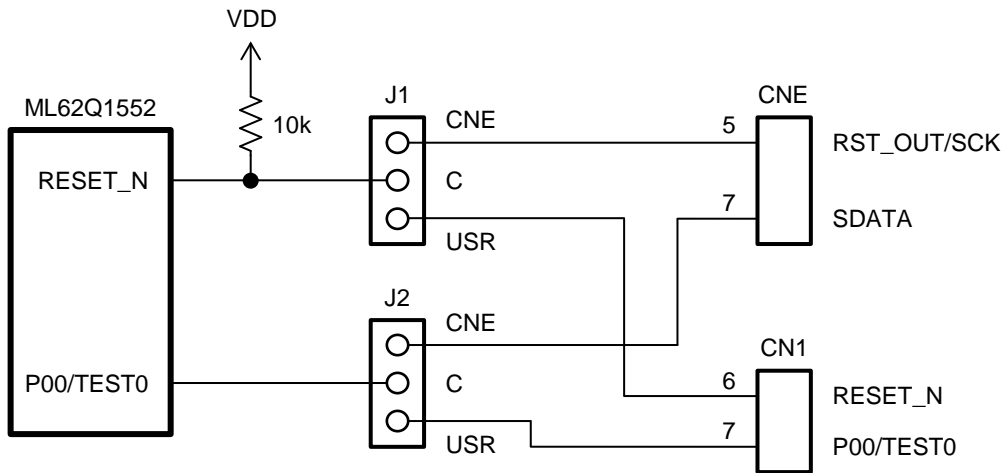 VDD
ML62Q1552
10k
J1
CNE
CNE
5
RST_OUT/SCK
RESET_N
C
7
SDATA
USR
J2
CNE
CN1
P00/TEST0
C
6
RESET_N
7
P00/TEST0
USR